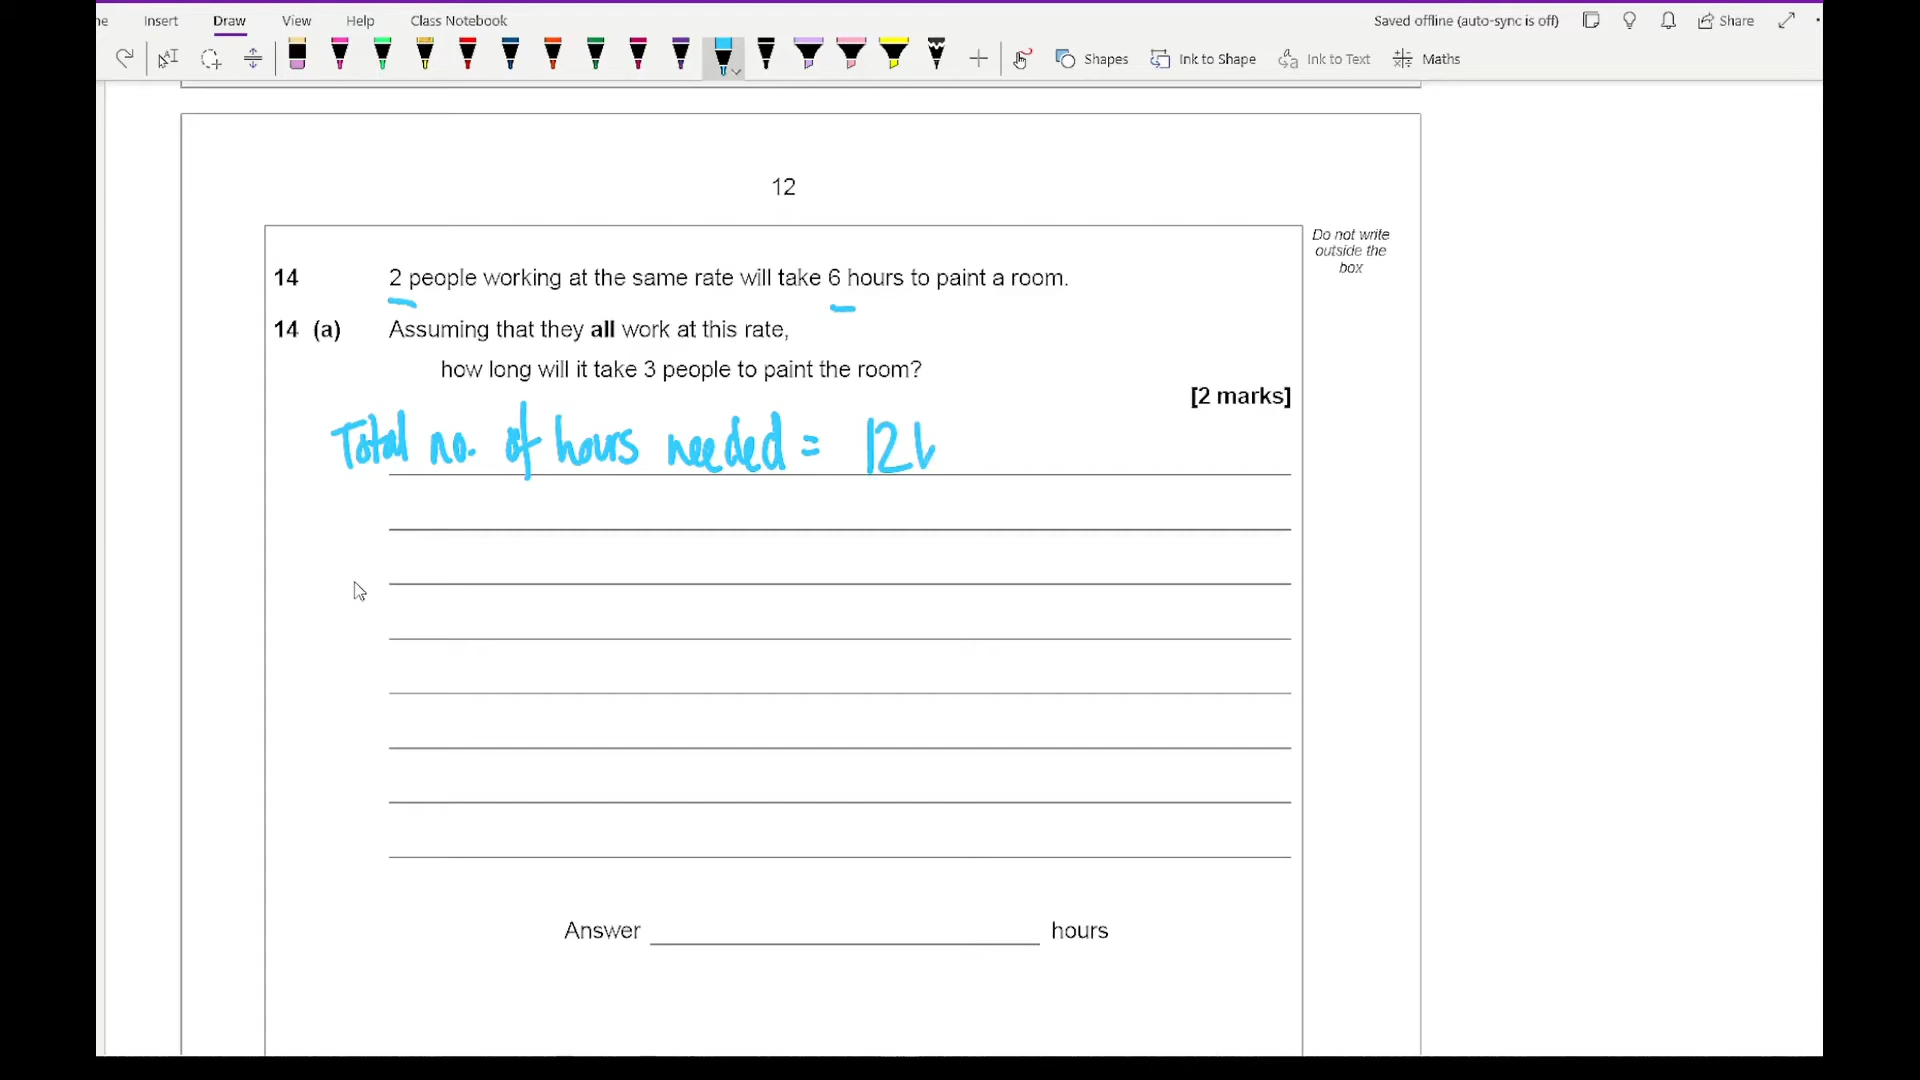 Insert Draw View Help Class Notebook Saved offline (auto-sync is off) Share
Shapes Ink to Shape Ink to Text Maths
12
Do not write
outside the
box
14 2 people working at the same rate will take 6 hours to paint a room.
14 (a) Assuming that they all work at this rate,
how long will it take 3 people to paint the room?
[2 marks]
Total no. of hours needed = 12
Answer hours